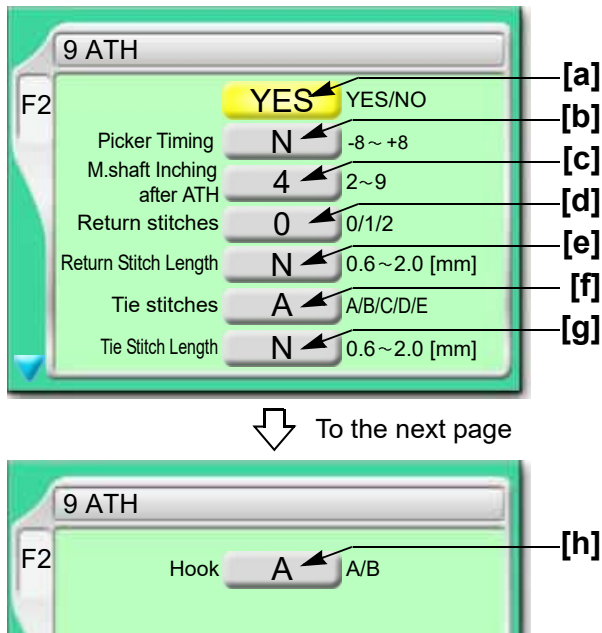 9 ATH
F2
YES YES/NO [a]
Picker Timing N -8～+8 [b]
M.shaft Inching
after ATH 4 2～9 [c]
Return stitches 0 0/1/2 [d]
Return Stitch Length N 0.6～2.0 [mm] [e]
Tie stitches A A/B/C/D/E [f]
Tie Stitch Length N 0.6～2.0 [mm] [g]
To the next page
9 ATH
F2
Hook A A/B [h]